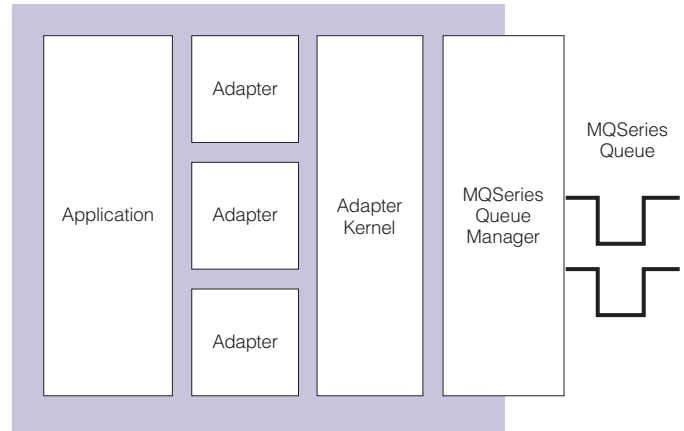 Application
Adapter
Adapter
Adapter
Adapter
Kernel
MQSeries
Queue
Manager
MQSeries
Queue